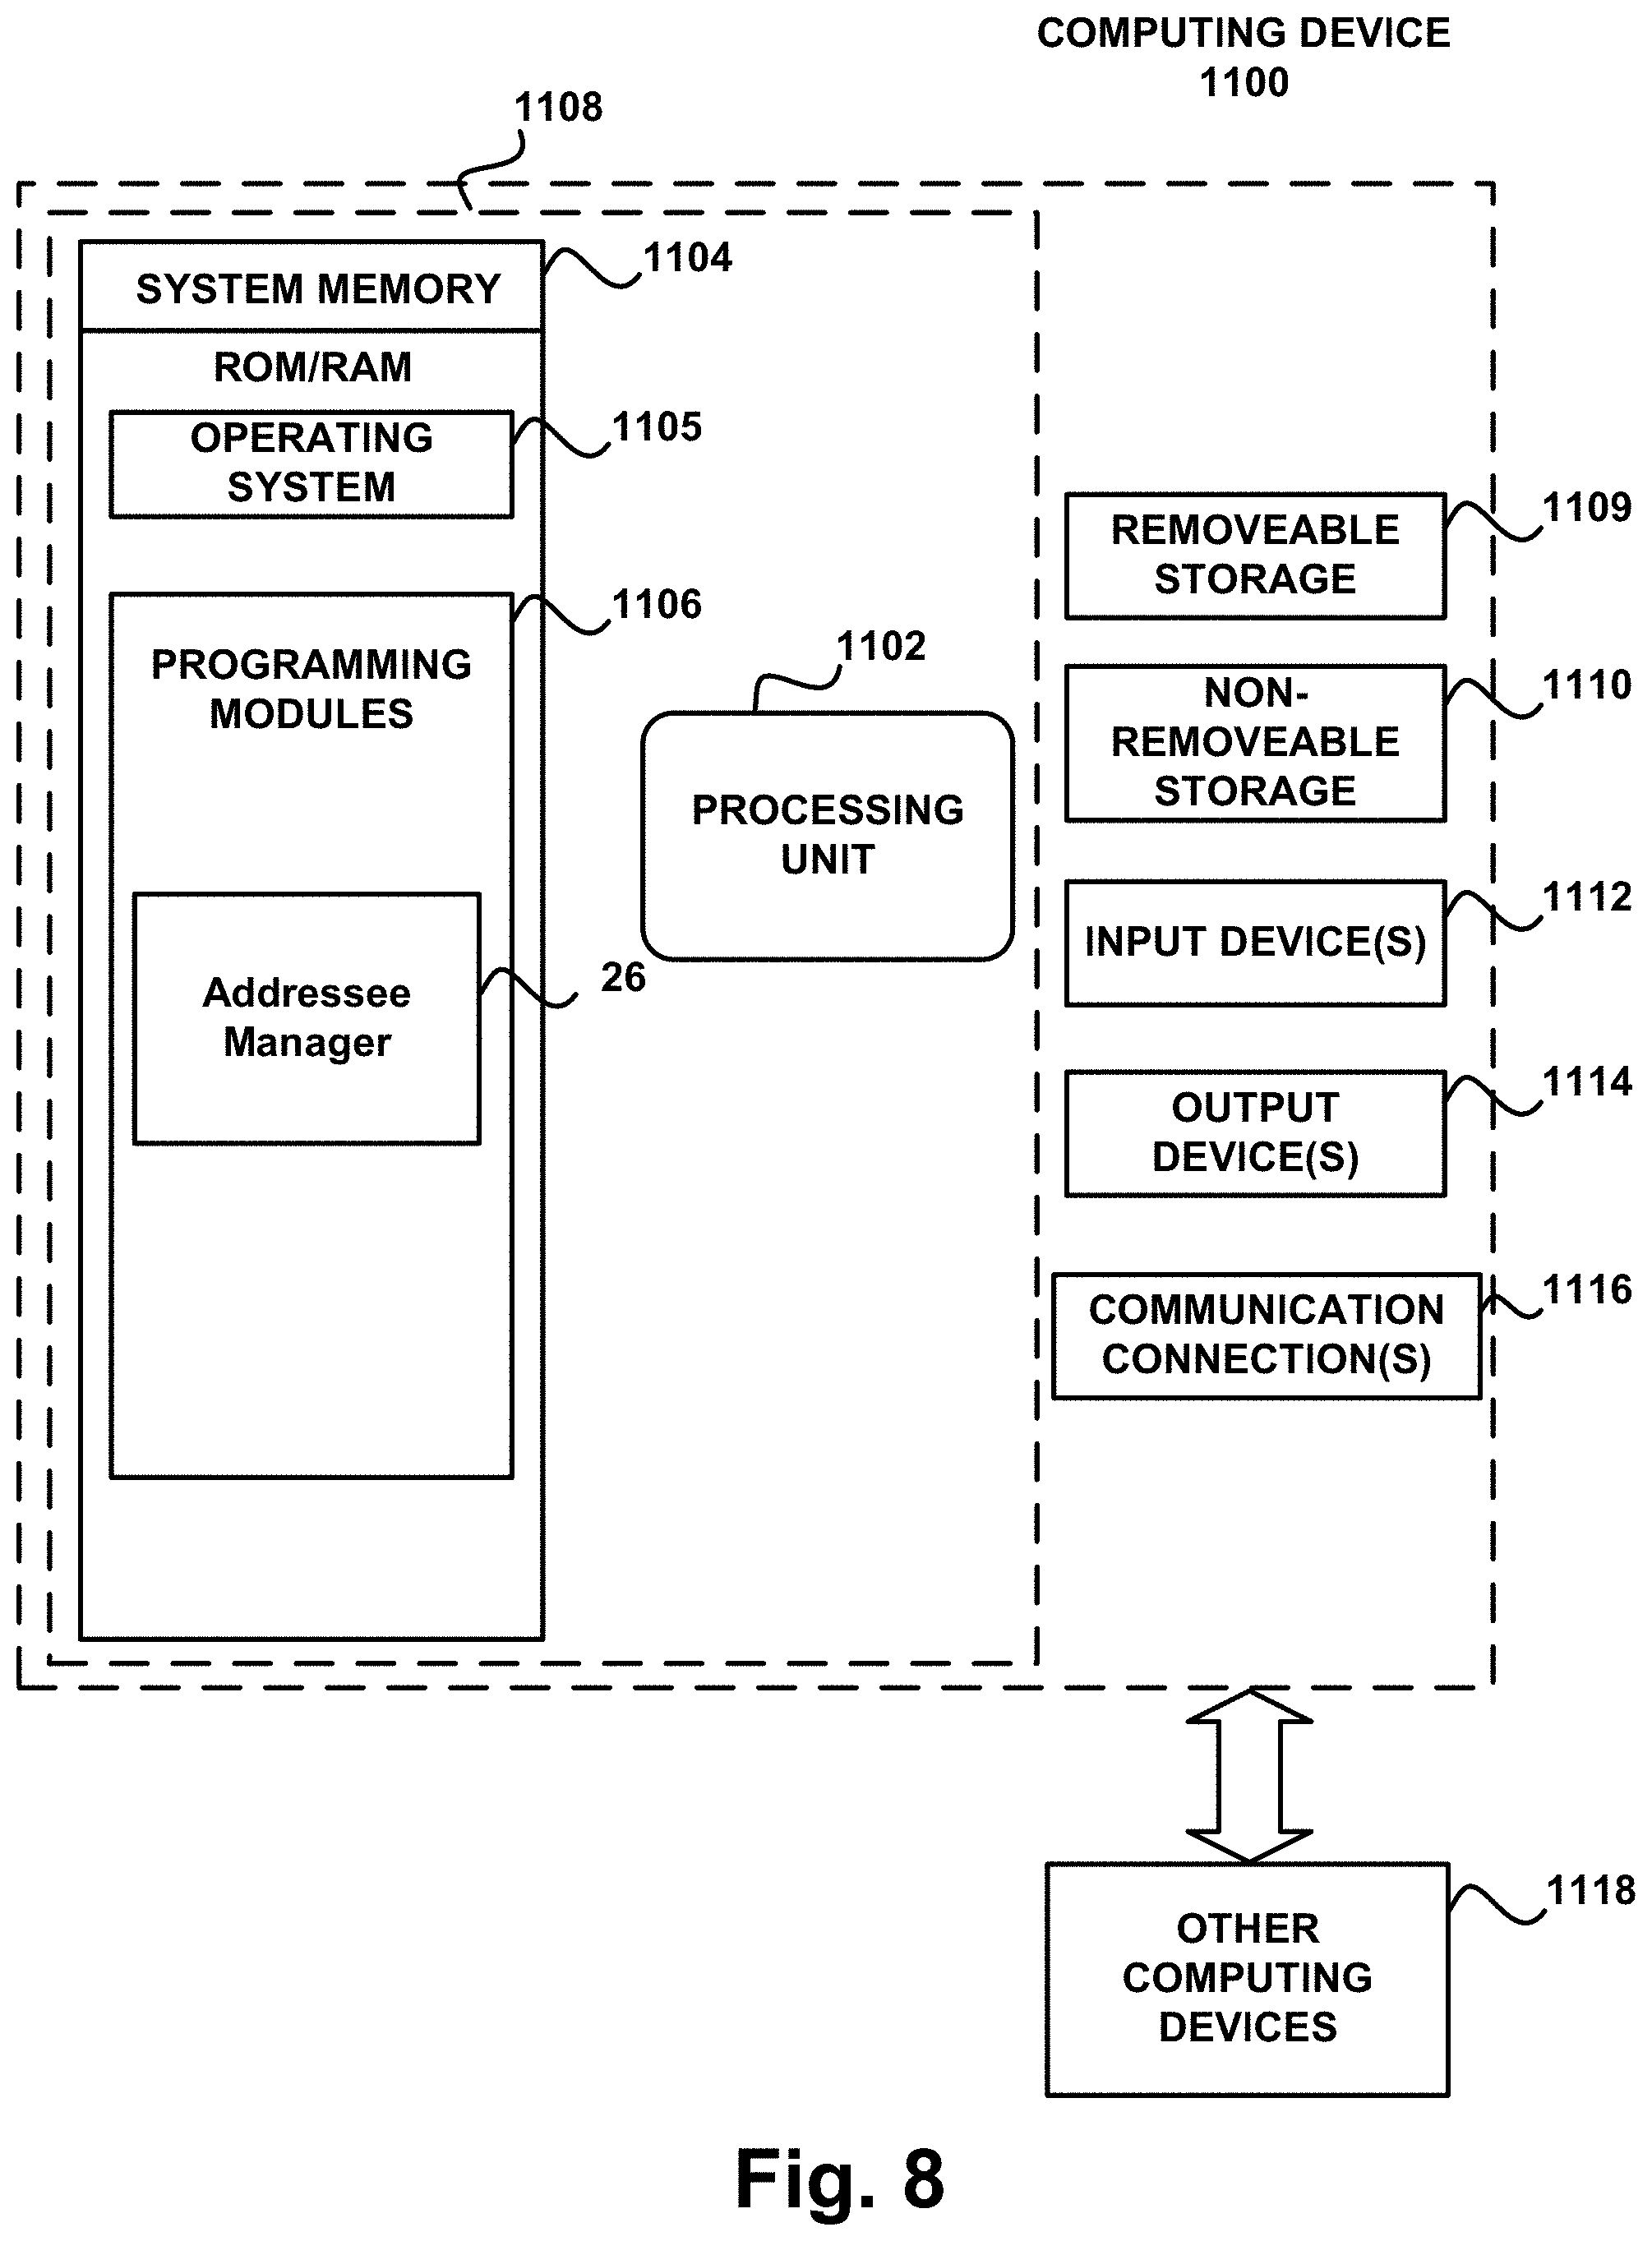 COMPUTING DEVICE
1100
1108
SYSTEM MEMORY
1104
ROM/RAM
OPERATING
SYSTEM
1105
PROGRAMMING
MODULES
1106
Addressee
Manager
26
1102
PROCESSING
UNIT
REMOVEABLE
STORAGE
1109
NON-
REMOVEABLE
STORAGE
1110
INPUT DEVICE(S)
1112
OUTPUT
DEVICE(S)
1114
COMMUNICATION
CONNECTION(S)
1116
OTHER
COMPUTING
DEVICES
1118
Fig. 8